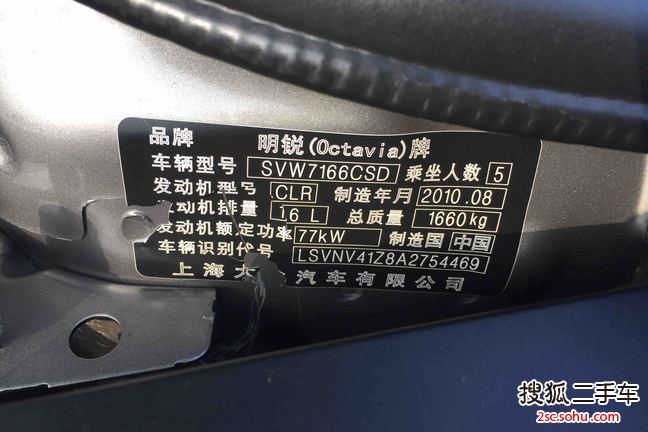 品牌 明锐(Octavia)牌
车辆型号 SVW7166CSD 乘坐人数 5
发动机型号 CLR 制造年月 2010.08
发动机排量 1.6 L 总质量 1660kg
发动机额定功率 77kW 制造国 中国
车辆识别代号 LSVNV41Z8A2754469
上海大 汽车有限公司
搜狐二手车
2sc.sohu.com